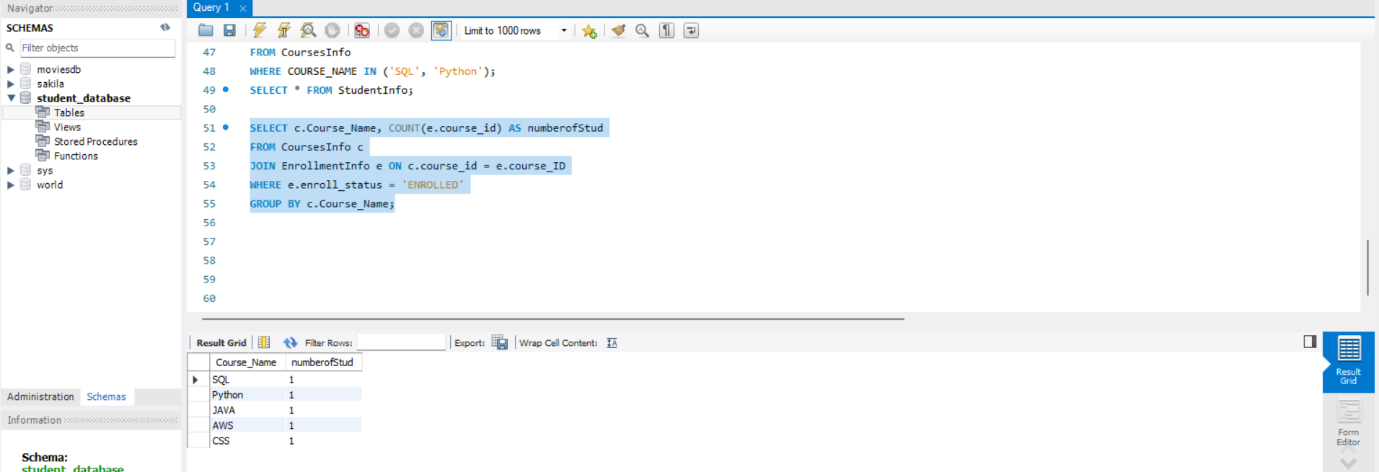 Navigator
SCHEMAS
Filter objects
moviesdb
sakila
student_database
Tables
Views
Stored Procedures
Functions
sys
world
Administration Schemas
Information
Schema:
student_database
Query 1
Limit to 1000 rows
47 FROM CoursesInfo
48 WHERE COURSE_NAME IN ('SQL', 'Python');
49 SELECT * FROM StudentInfo;
50
51 SELECT c.Course_Name, COUNT(e.course_id) AS numberofStud
52 FROM CoursesInfo c
53 JOIN EnrollmentInfo e ON c.course_id = e.course_ID
54 WHERE e.enroll_status = 'ENROLLED'
55 GROUP BY c.Course_Name;
56
57
58
59
60
Result Grid Filter Rows: Export: Wrap Cell Content:
Course_Name numberofStud
SQL 1
Python 1
JAVA 1
AWS 1
CSS 1
Result
Grid
Form
Editor